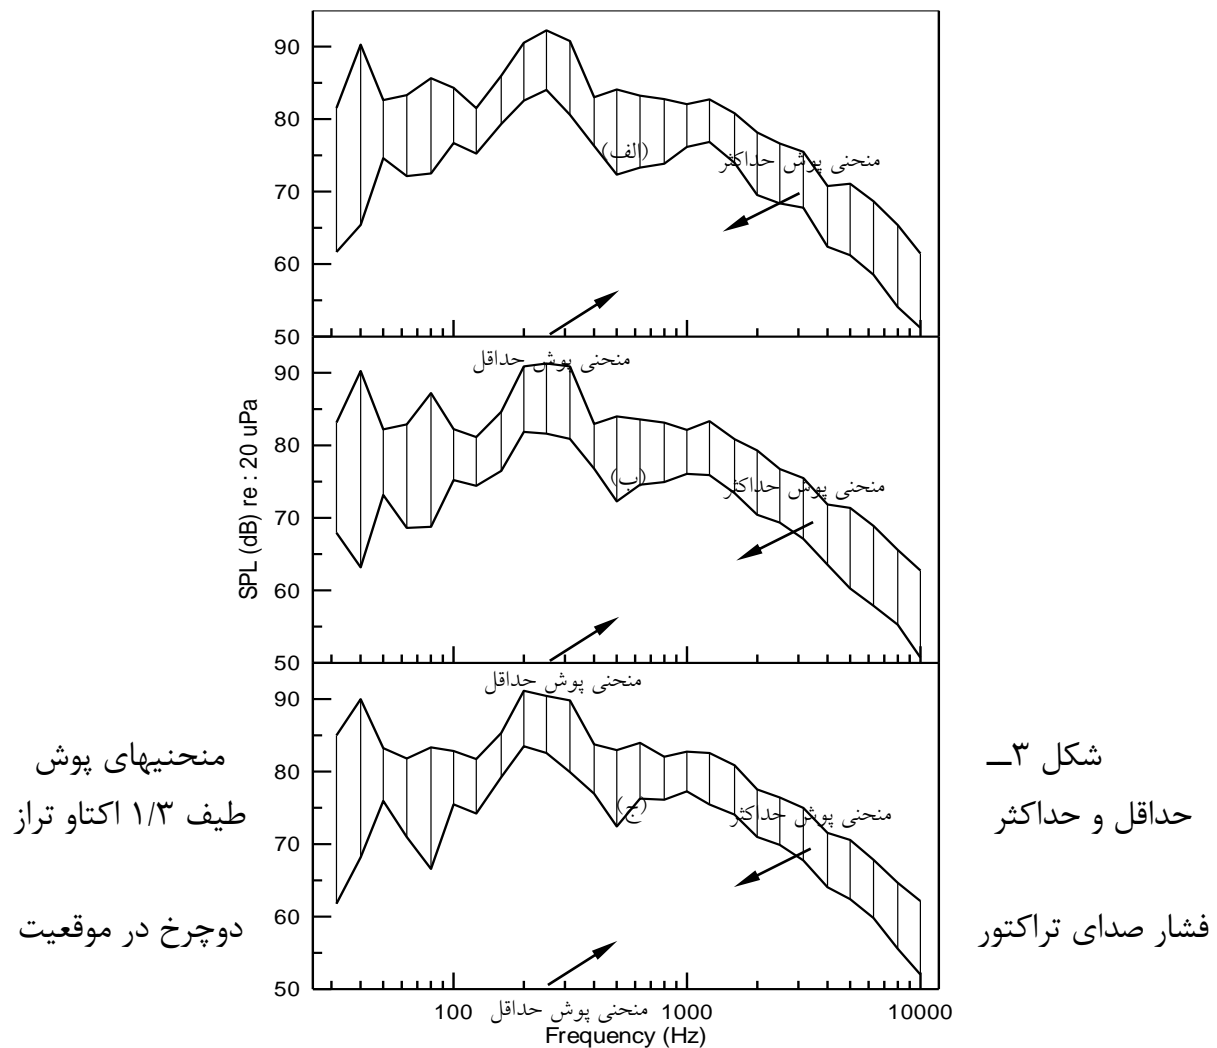 90
80
(الف)
منحنی پوش حداکثر
70
60
50
منحنی پوش حداقل
90
80
(ب)
منحنی پوش حداکثر
70
60
50
SPL (dB) re : 20 uPa
منحنی پوش حداقل
90
شکل ۳ــ منحنیهای پوش
80
حداقل و حداکثر طیف ۱/۳ اکتاو تراز
(ج)
منحنی پوش حداکثر
70
60
فشار صدای تراکتور دوچرخ در موقعیت
50
100 منحنی پوش حداقل 1000 10000
Frequency (Hz)